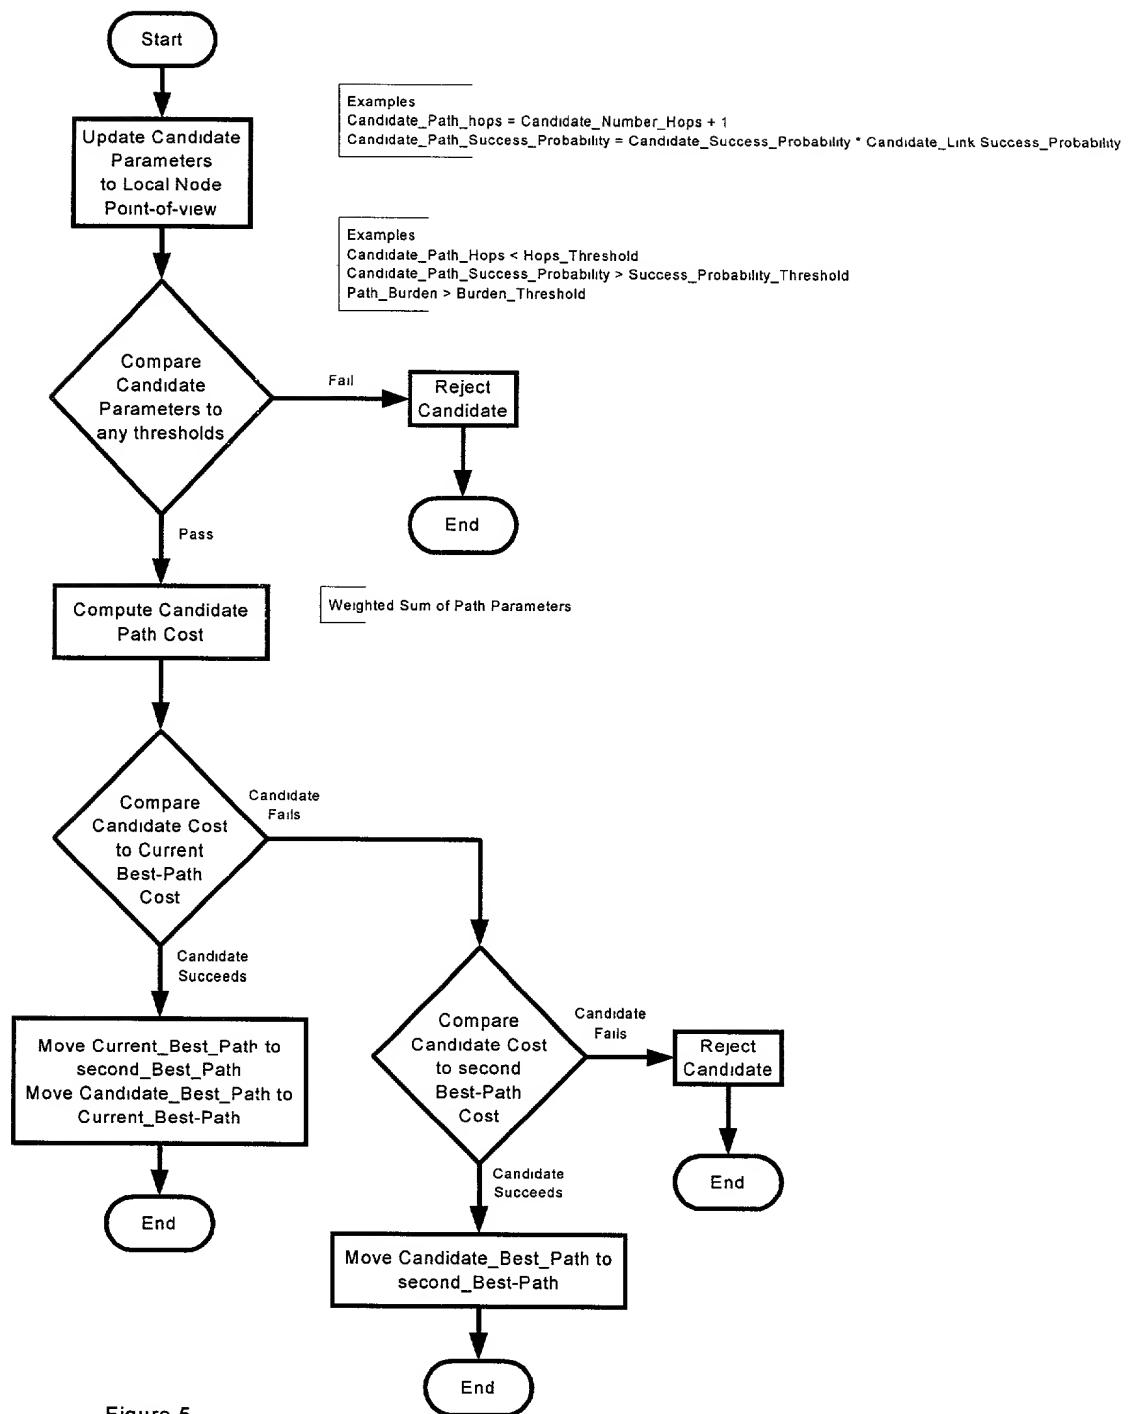 Start
Examples
Candidate_Path_hops = Candidate_Number_Hops + 1
Candidate_Path_Success_Probability = Candidate_Success_Probability * Candidate_Link Success_Probability
Update Candidate
Parameters
to Local Node
Point-of-view
Examples
Candidate_Path_Hops < Hops_Threshold
Candidate_Path_Success_Probability > Success_Probability_Threshold
Path_Burden > Burden_Threshold
Compare
Candidate
Parameters to
any thresholds
Fail
Reject
Candidate
End
Pass
Compute Candidate
Path Cost
Weighted Sum of Path Parameters
Compare
Candidate Cost
to Current
Best-Path
Cost
Candidate
Fails
Candidate
Succeeds
Move Current_Best_Path to
second_Best_Path
Move Candidate_Best_Path to
Current_Best-Path
End
Compare
Candidate Cost
to second
Best-Path
Cost
Candidate
Fails
Reject
Candidate
End
Candidate
Succeeds
Move Candidate_Best_Path to
second_Best-Path
End
Figure 5